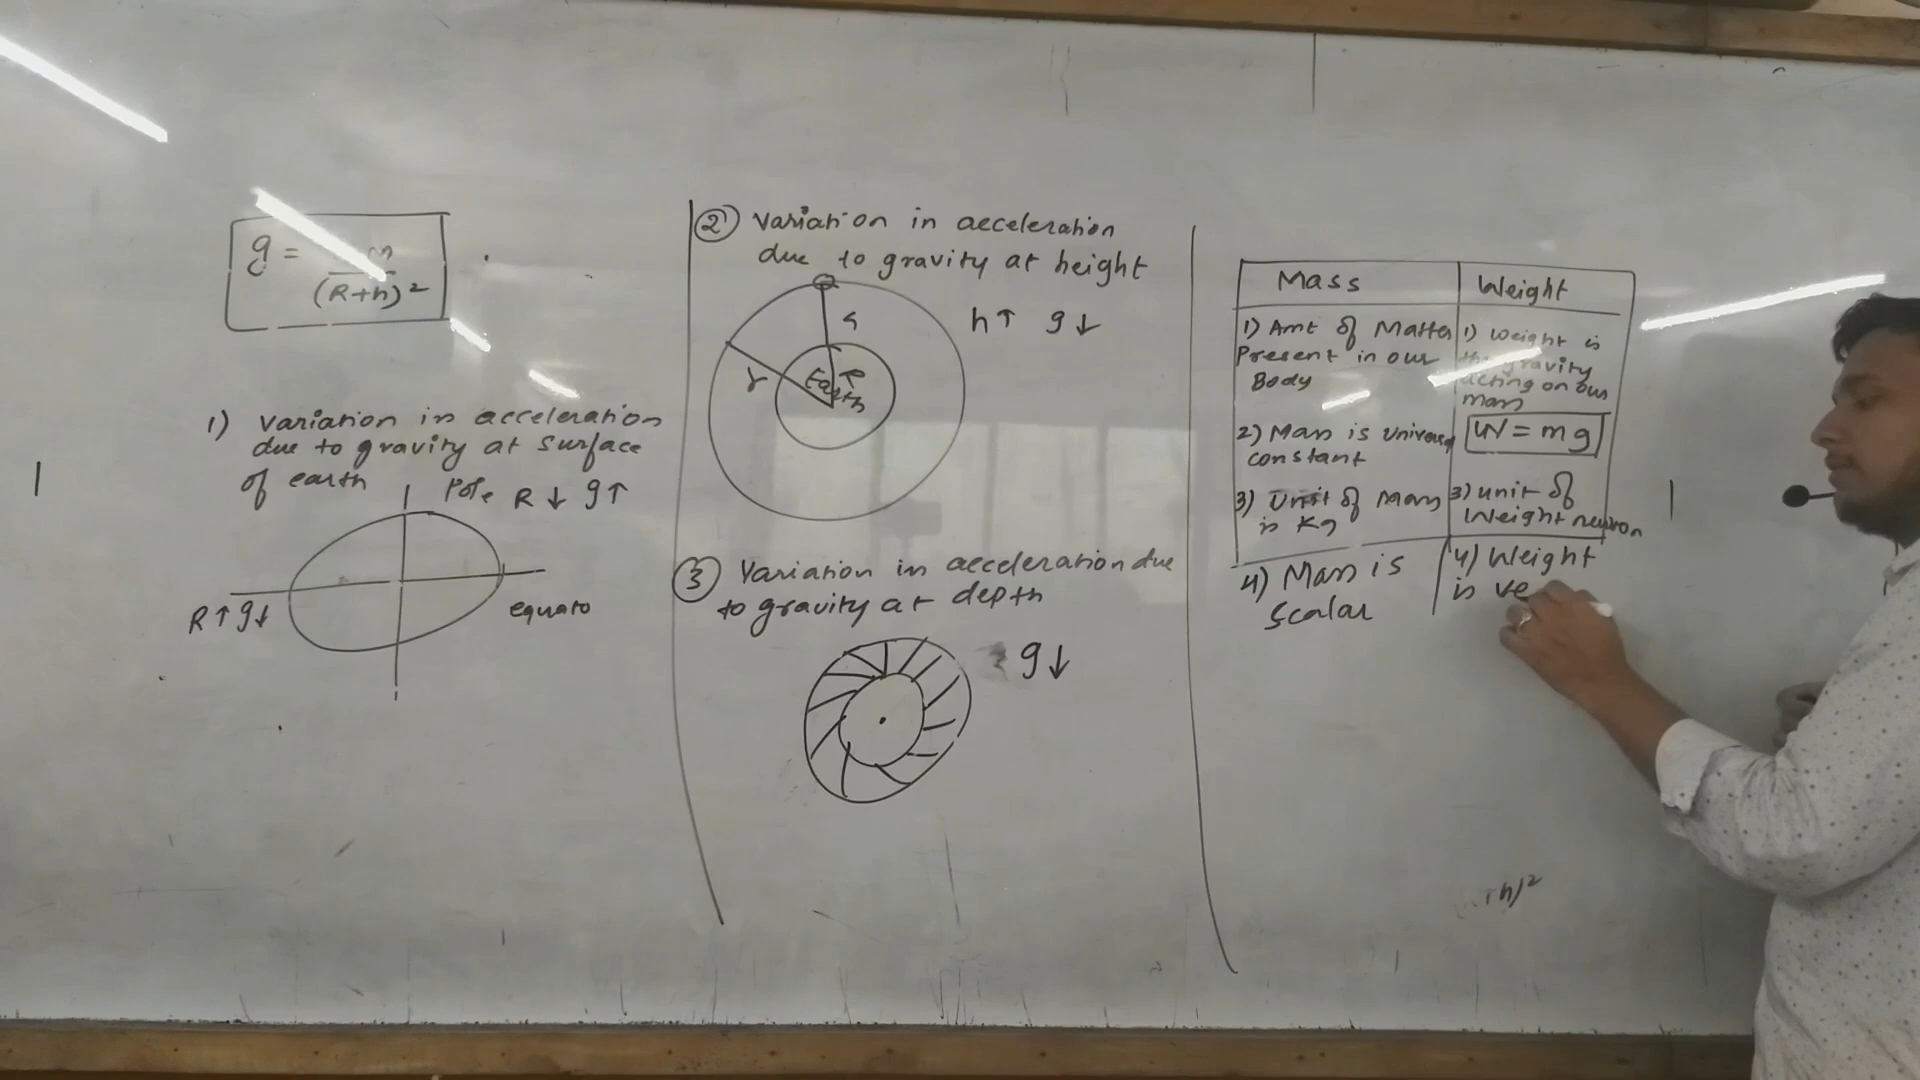 g = M
(R+h)²
1) Variation in acceleration
due to gravity at surface
of earth
Pole R ↓ g↑
R↑ g↓
equato
② Variation in acceleration
due to gravity at height
h↑ g↓
h
r
R
Earth
③ Variation in acceleration due
to gravity at depth
g↓
Mass
1) Amt of Matter
Present in our
Body
2) Mass is Univers
constant
3) Unit of Mass
is Kg
4) Mass is
Scalar
Weight
1) Weight is
the gravity
acting on our
mass
W = mg
3) unit of
Weight
4) Weight
is ve
h)²